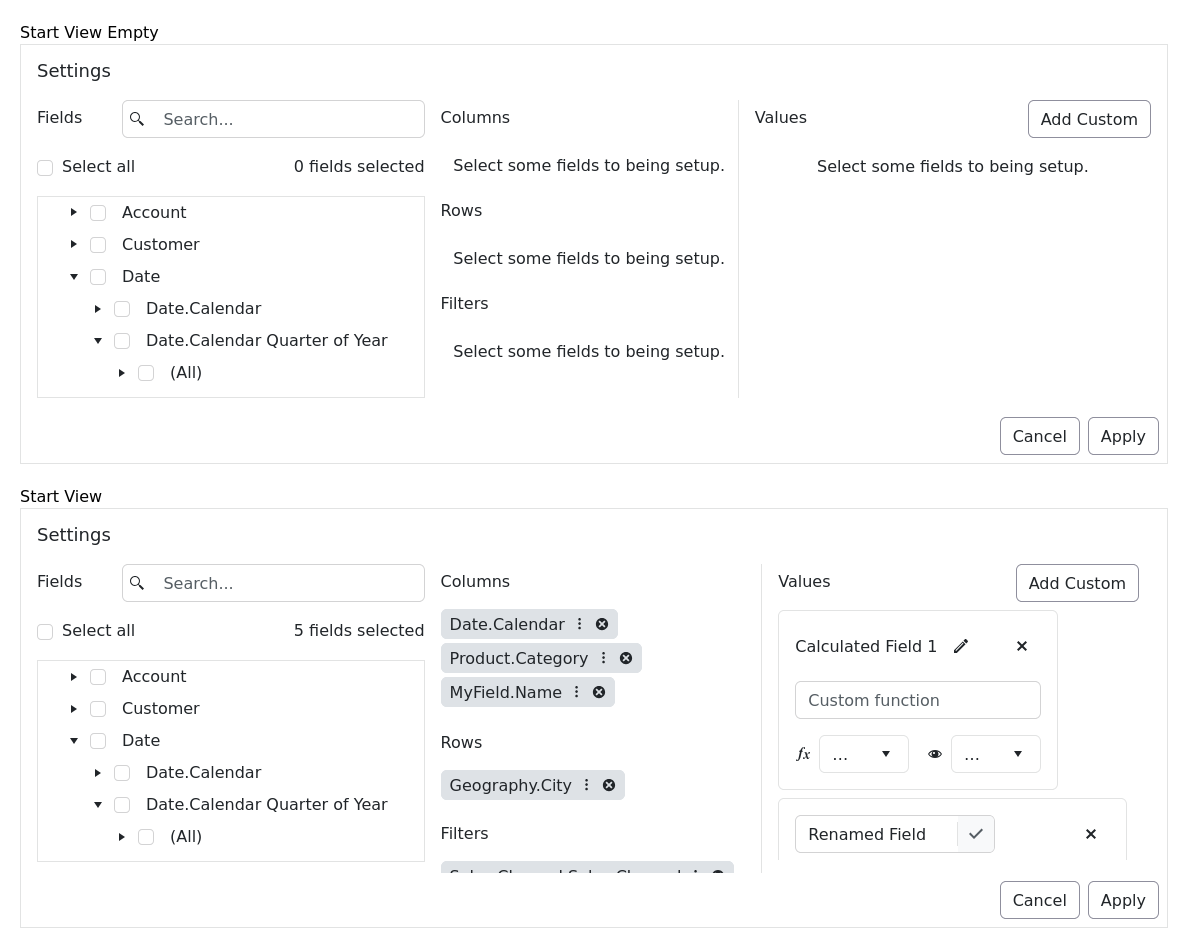 Start View Empty
Settings
Fields
Search...
Select all
0 fields selected
Account
Customer
Date
Date.Calendar
Date.Calendar Quarter of Year
(All)
Columns
Select some fields to being setup.
Rows
Select some fields to being setup.
Filters
Select some fields to being setup.
Values
Add Custom
Select some fields to being setup.
Cancel
Apply
Start View
Settings
Fields
Search...
Select all
5 fields selected
Account
Customer
Date
Date.Calendar
Date.Calendar Quarter of Year
(All)
Columns
Date.Calendar
Product.Category
MyField.Name
Rows
Geography.City
Filters
Values
Add Custom
Calculated Field 1
Custom function
fx
...
...
Renamed Field
Cancel
Apply